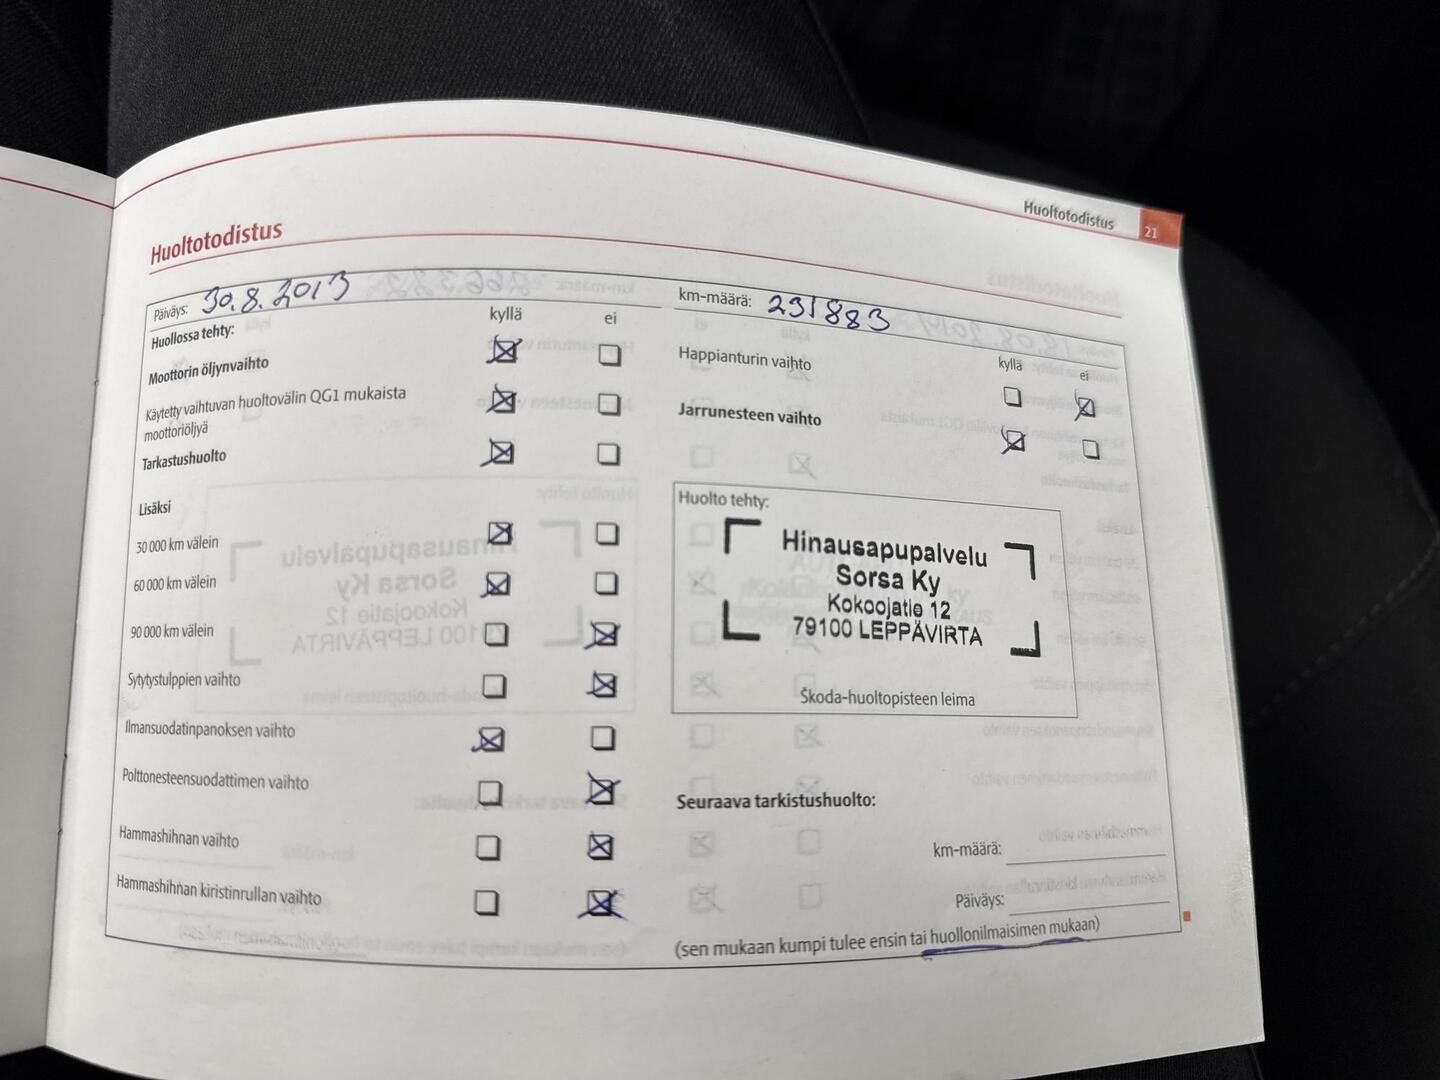 Huoltotodistus 21
Huoltotodistus
Päiväys: 30.8.2013
Huollossa tehty:
kyllä ei
Moottorin öljynvaihto
Käytetty vaihtuvan huoltovälin QG1 mukaista
moottoriöljyä
Tarkastushuolto
Lisäksi
30 000 km välein
60 000 km välein
90 000 km välein
Sytytystulppien vaihto
Ilmansuodatinpanoksen vaihto
Polttonesteensuodattimen vaihto
Hammashihnan vaihto
Hammashihnan kiristinrullan vaihto
km-määrä: 231883
kyllä ei
Happianturin vaihto
Jarrunesteen vaihto
Huolto tehty:
Hinausapupalvelu
Sorsa Ky
Kokoojatie 12
79100 LEPPÄVIRTA
Škoda-huoltopisteen leima
Seuraava tarkistushuolto:
km-määrä:
Päiväys:
(sen mukaan kumpi tulee ensin tai huollonilmaisimen mukaan)